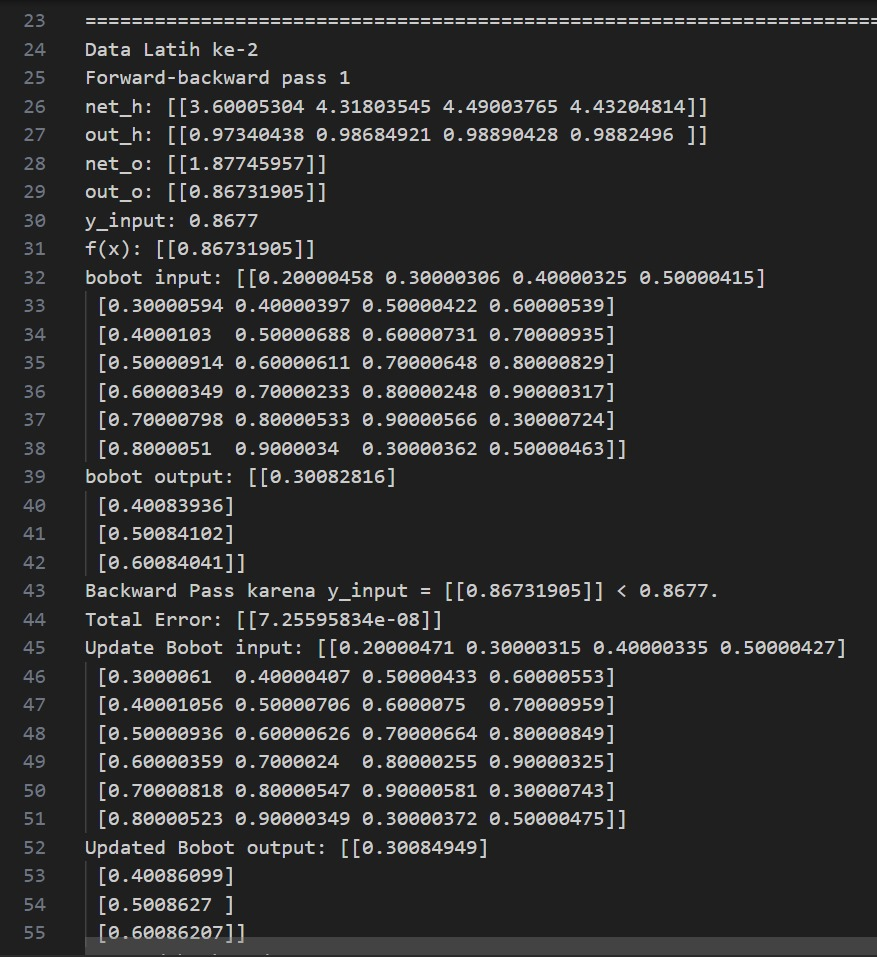 23 ======================================================================
24 Data Latih ke-2
25 Forward-backward pass 1
26 net_h: [[3.60005304 4.31803545 4.49003765 4.43204814]]
27 out_h: [[0.97340438 0.98684921 0.98890428 0.9882496 ]]
28 net_o: [[1.87745957]]
29 out_o: [[0.86731905]]
30 y_input: 0.8677
31 f(x): [[0.86731905]]
32 bobot input: [[0.20000458 0.30000306 0.40000325 0.50000415]
33 [0.30000594 0.40000397 0.50000422 0.60000539]
34 [0.4000103  0.50000688 0.60000731 0.70000935]
35 [0.50000914 0.60000611 0.70000648 0.80000829]
36 [0.60000349 0.70000233 0.80000248 0.90000317]
37 [0.70000798 0.80000533 0.90000566 0.30000724]
38 [0.8000051  0.9000034  0.30000362 0.50000463]]
39 bobot output: [[0.30082816]
40 [0.40083936]
41 [0.50084102]
42 [0.60084041]]
43 Backward Pass karena y_input = [[0.86731905]] < 0.8677.
44 Total Error: [[7.25595834e-08]]
45 Update Bobot input: [[0.20000471 0.30000315 0.40000335 0.50000427]
46 [0.3000061  0.40000407 0.50000433 0.60000553]
47 [0.40001056 0.50000706 0.6000075  0.70000959]
48 [0.50000936 0.60000626 0.70000664 0.80000849]
49 [0.60000359 0.7000024  0.80000255 0.90000325]
50 [0.70000818 0.80000547 0.90000581 0.30000743]
51 [0.80000523 0.90000349 0.30000372 0.50000475]]
52 Updated Bobot output: [[0.30084949]
53 [0.40086099]
54 [0.5008627 ]
55 [0.60086207]]